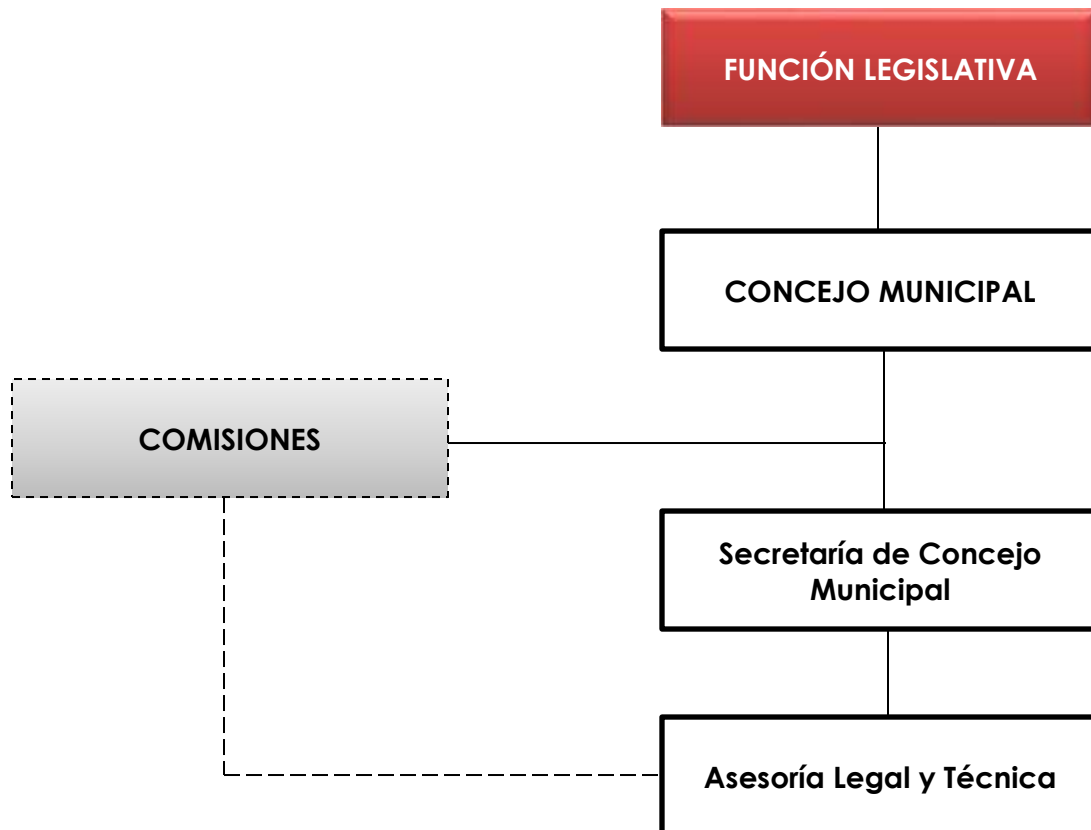 FUNCIÓN LEGISLATIVA
CONCEJO MUNICIPAL
COMISIONES
Secretaría de Concejo
Municipal
Asesoría Legal y Técnica